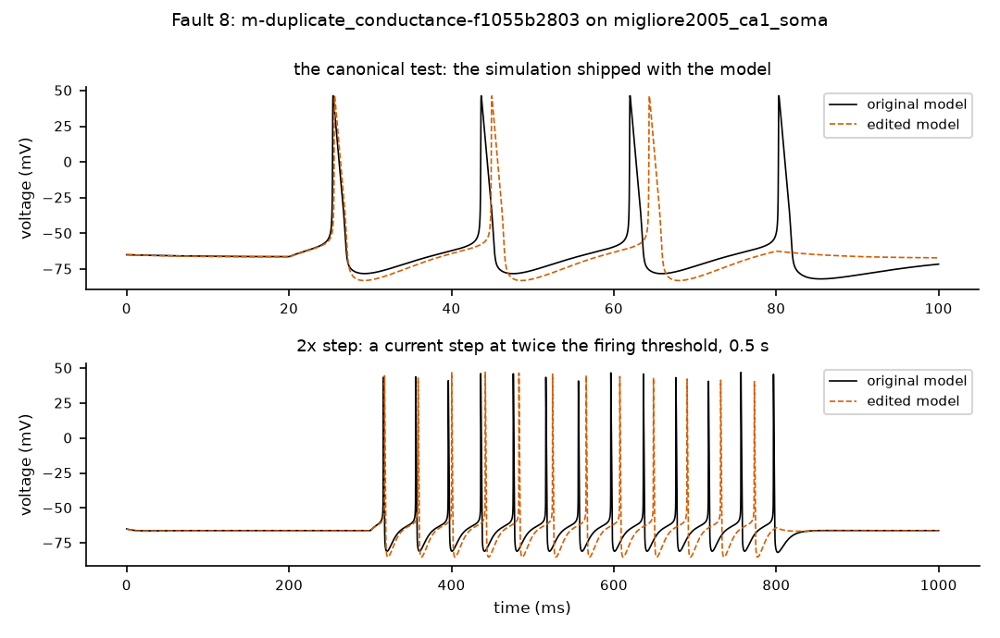 Fault 8: m-duplicate_conductance-f1055b2803 on migliore2005_ca1_soma
the canonical test: the simulation shipped with the model
voltage (mV)
50
25
0
−25
−50
−75
original model
edited model
0 20 40 60 80 100
2x step: a current step at twice the firing threshold, 0.5 s
voltage (mV)
50
25
0
−25
−50
−75
original model
edited model
0 200 400 600 800 1000
time (ms)